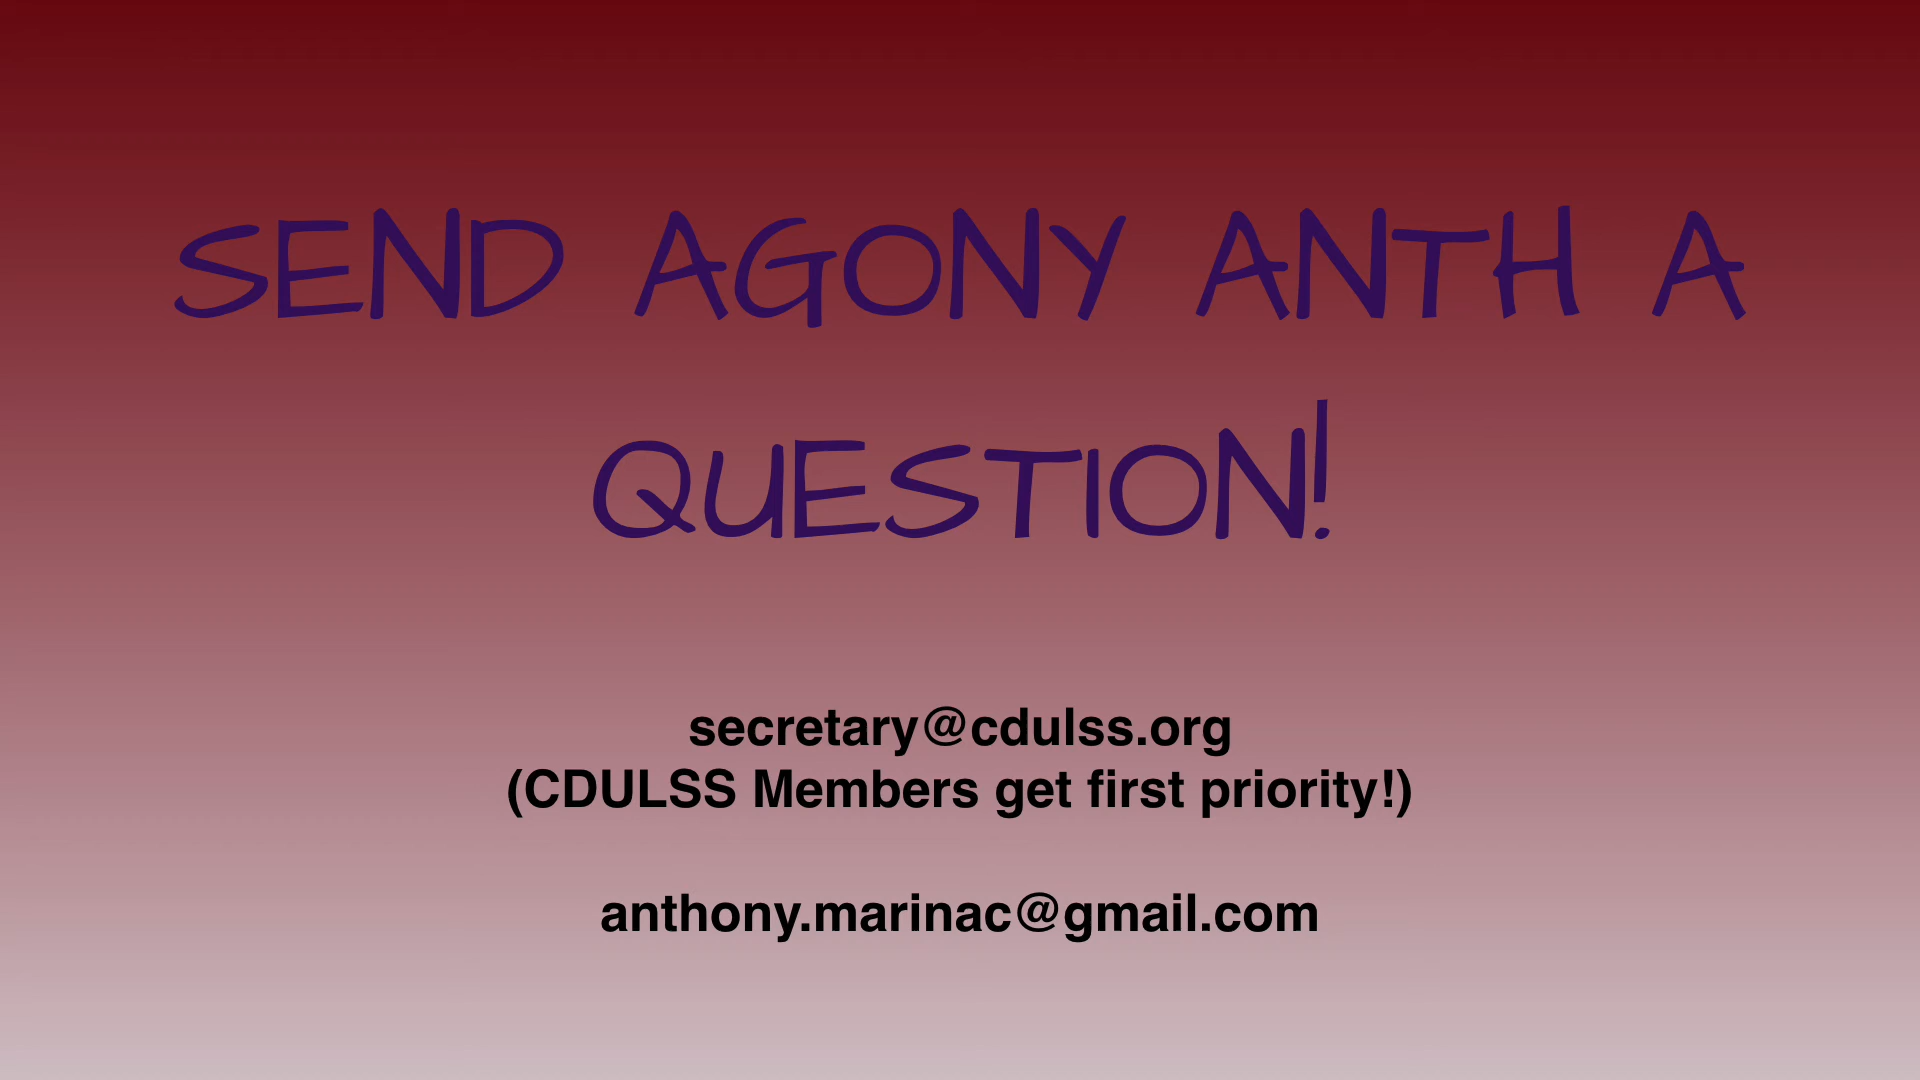 SEND AGONY ANTH A
QUESTION!
secretary@cdulss.org
(CDULSS Members get first priority!)
anthony.marinac@gmail.com